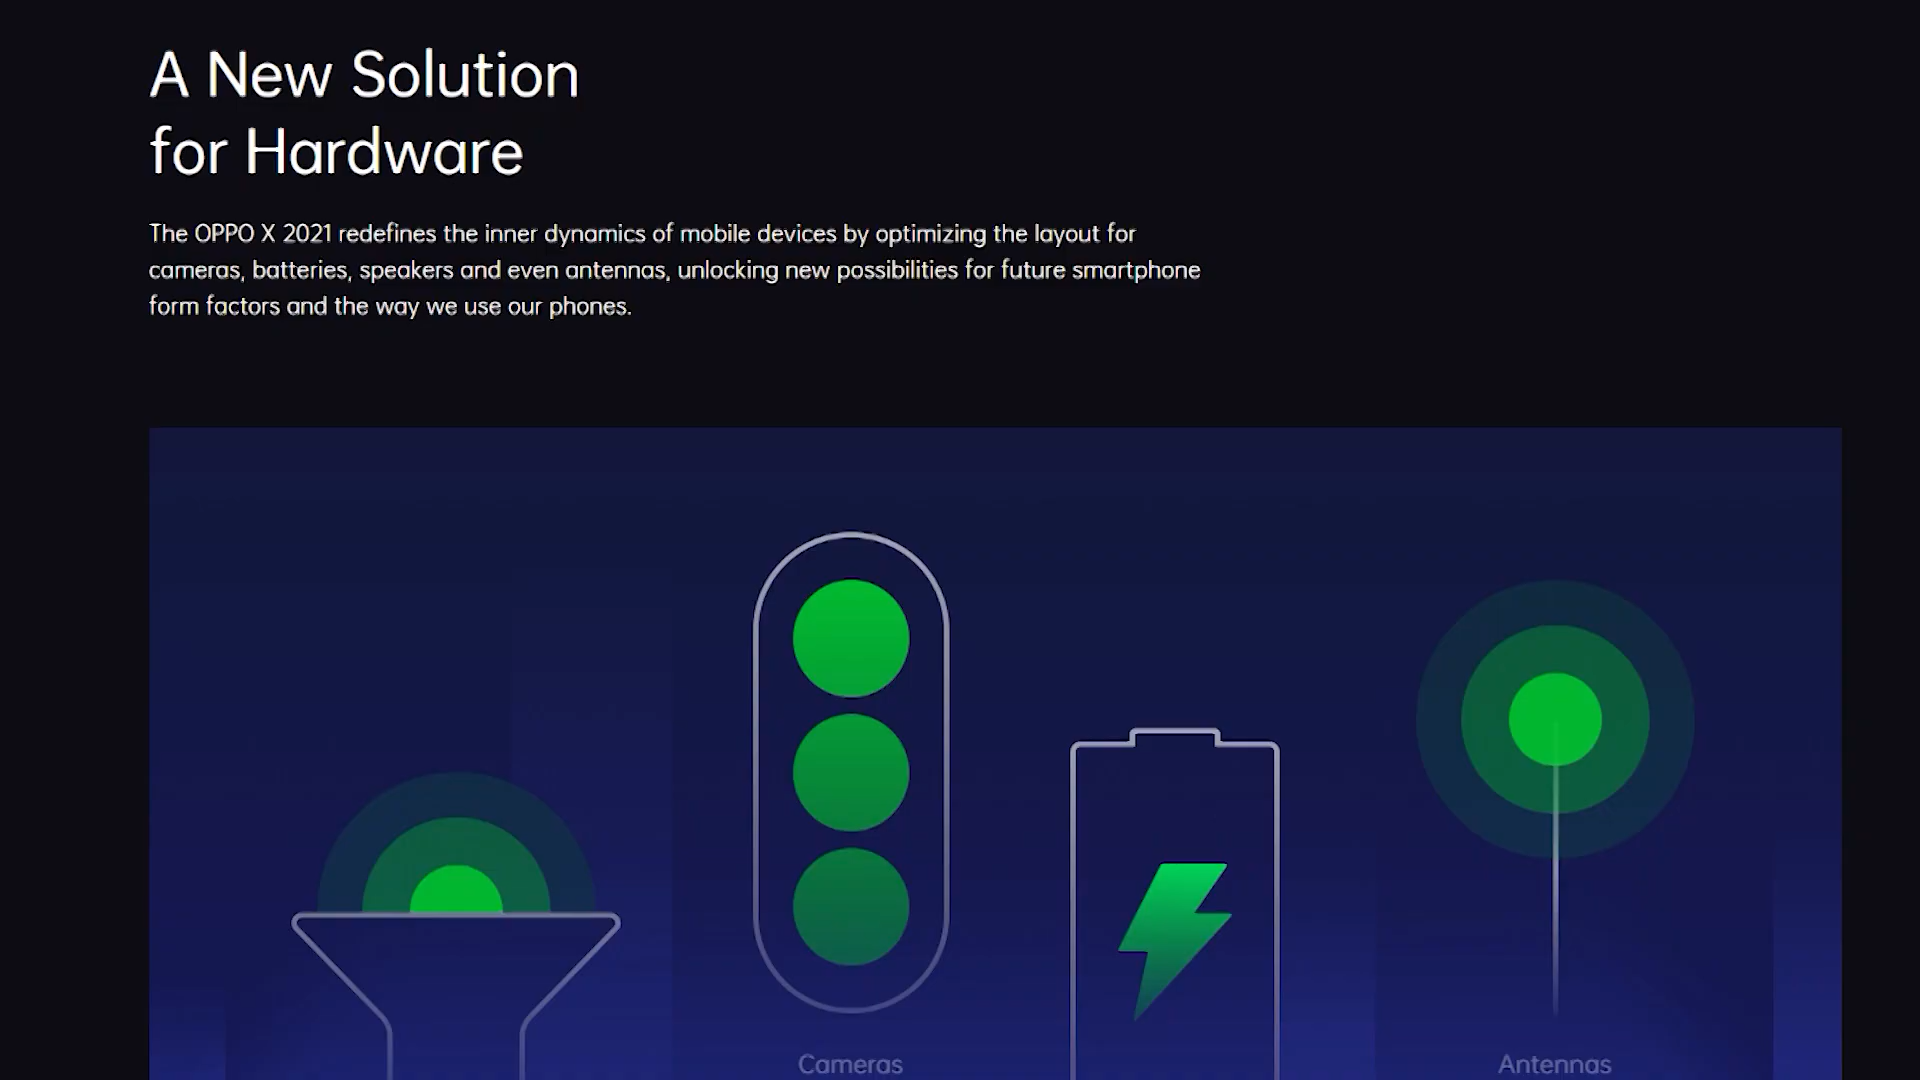 A New Solution
for Hardware
The OPPO X 2021 redefines the inner dynamics of mobile devices by optimizing the layout for
cameras, batteries, speakers and even antennas, unlocking new possibilities for future smartphone
form factors and the way we use our phones.
Cameras
Antennas